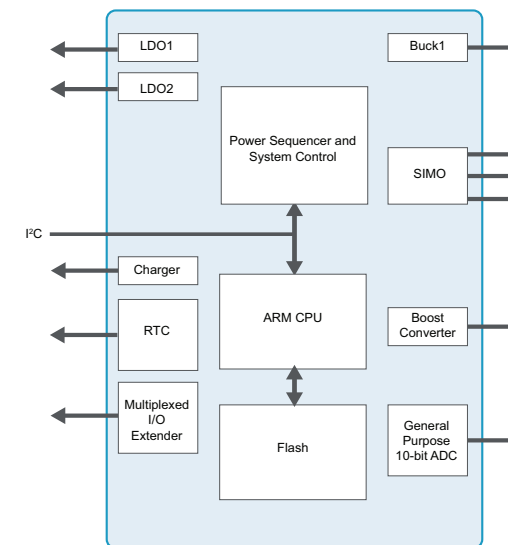 LDO1
Buck1
LDO2
Power Sequencer and
System Control
SIMO
I²C
Charger
ARM CPU
RTC
Boost
Converter
Multiplexed
I/O
Extender
Flash
General
Purpose
10-bit ADC